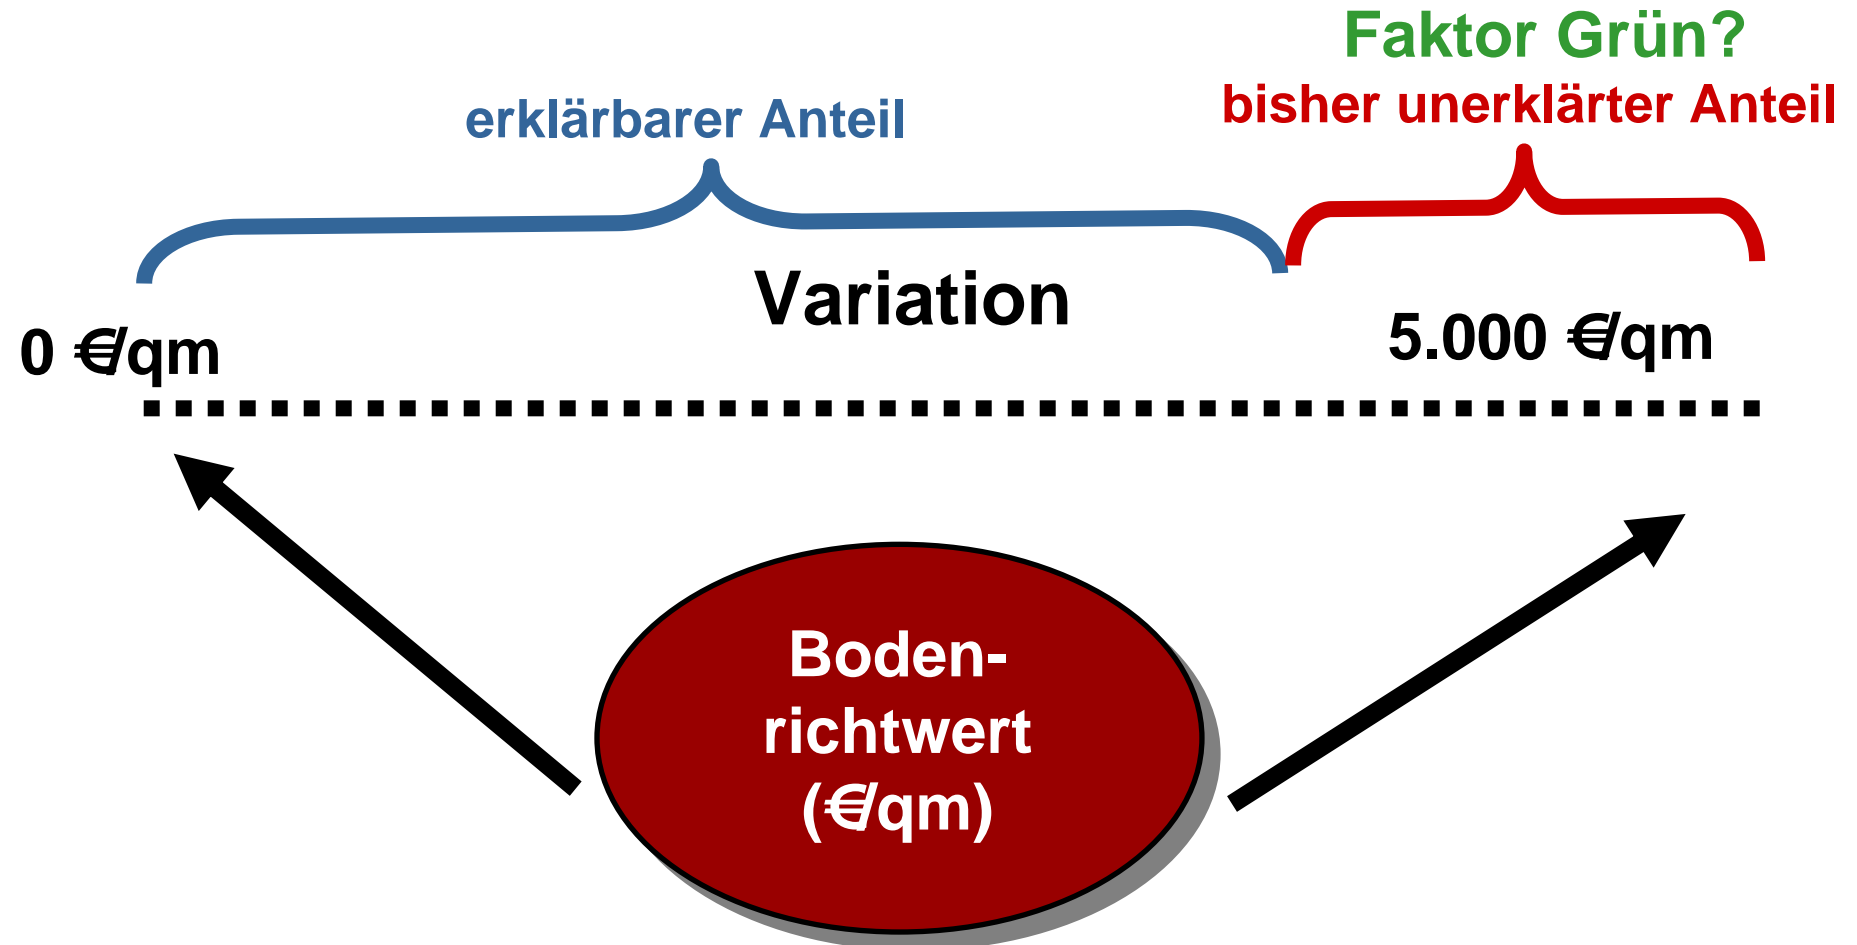 Faktor Grün?
bisher unerklärter Anteil
erklärbarer Anteil
Variation
0 €/qm
5.000 €/qm
Boden-
richtwert
(€/qm)